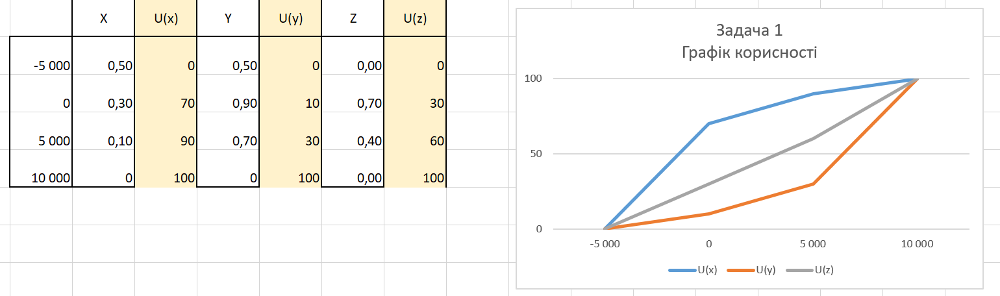 X U(x) Y U(y) Z U(z)
-5 000 0,50 0 0,50 0 0,00 0
0 0,30 70 0,90 10 0,70 30
5 000 0,10 90 0,70 30 0,40 60
10 000 0 100 0 100 0,00 100
Задача 1
Графік корисності
100
50
0
-5 000 0 5 000 10 000
U(x) U(y) U(z)